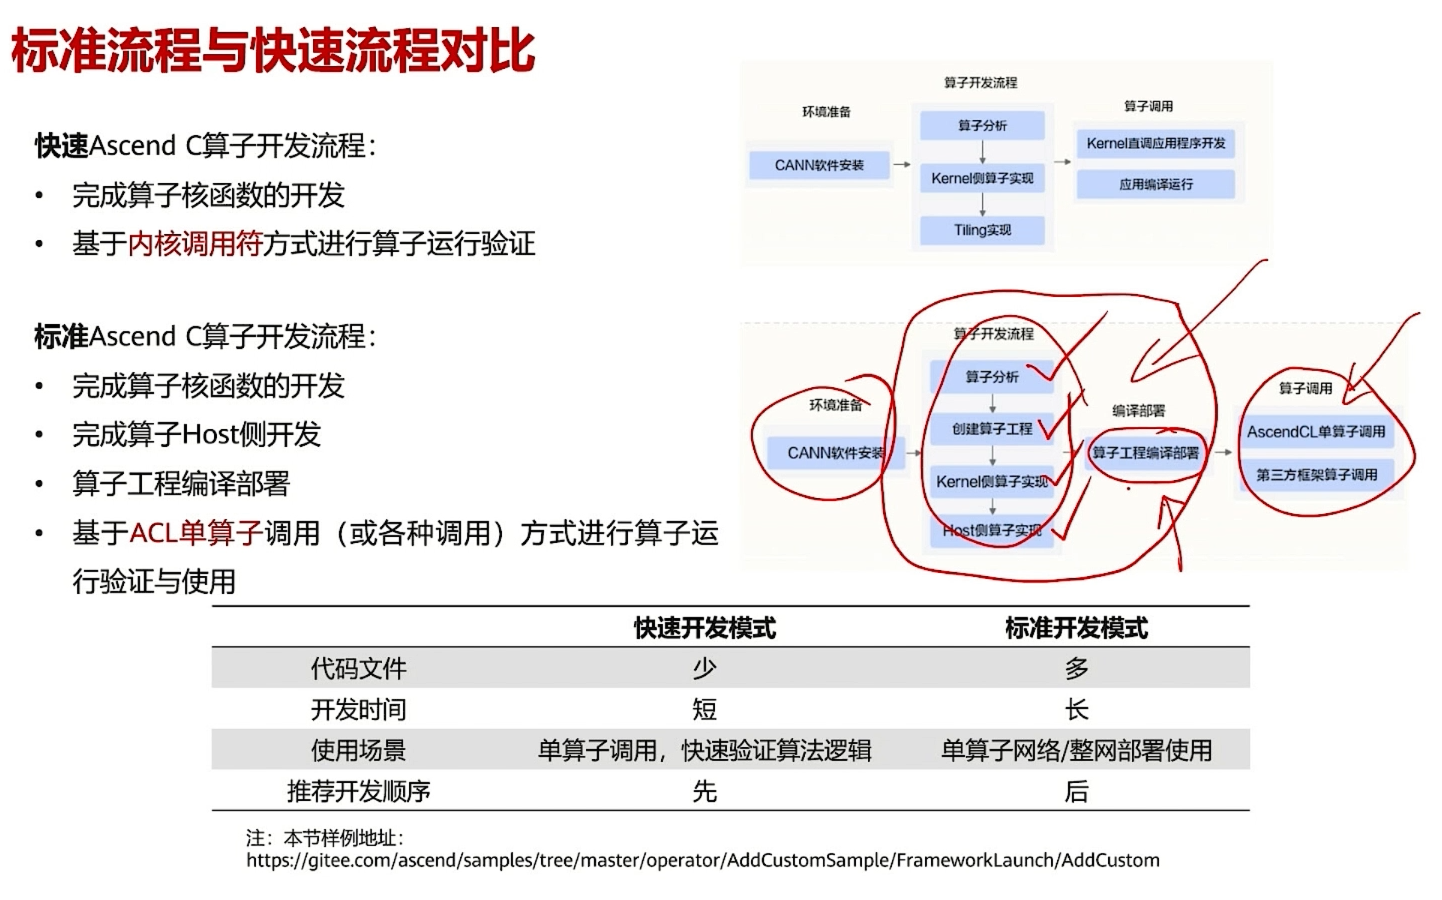 标准流程与快速流程对比
快速Ascend C算子开发流程：
• 完成算子核函数的开发
• 基于内核调用符方式进行算子运行验证
标准Ascend C算子开发流程：
• 完成算子核函数的开发
• 完成算子Host侧开发
• 算子工程编译部署
• 基于ACL单算子调用（或各种调用）方式进行算子运
行验证与使用
环境准备
CANN软件安装
算子开发流程
算子分析
Kernel侧算子实现
Tiling实现
算子调用
Kernel直调应用程序开发
应用编译运行
环境准备
CANN软件安装
算子开发流程
算子分析
创建算子工程
Kernel侧算子实现
Host侧算子实现
编译部署
算子工程编译部署
算子调用
AscendCL单算子调用
第三方框架算子调用
快速开发模式 标准开发模式
代码文件 少 多
开发时间 短 长
使用场景 单算子调用，快速验证算法逻辑 单算子网络/整网部署使用
推荐开发顺序 先 后
注：本节样例地址：
https://gitee.com/ascend/samples/tree/master/operator/AddCustomSample/FrameworkLaunch/AddCustom